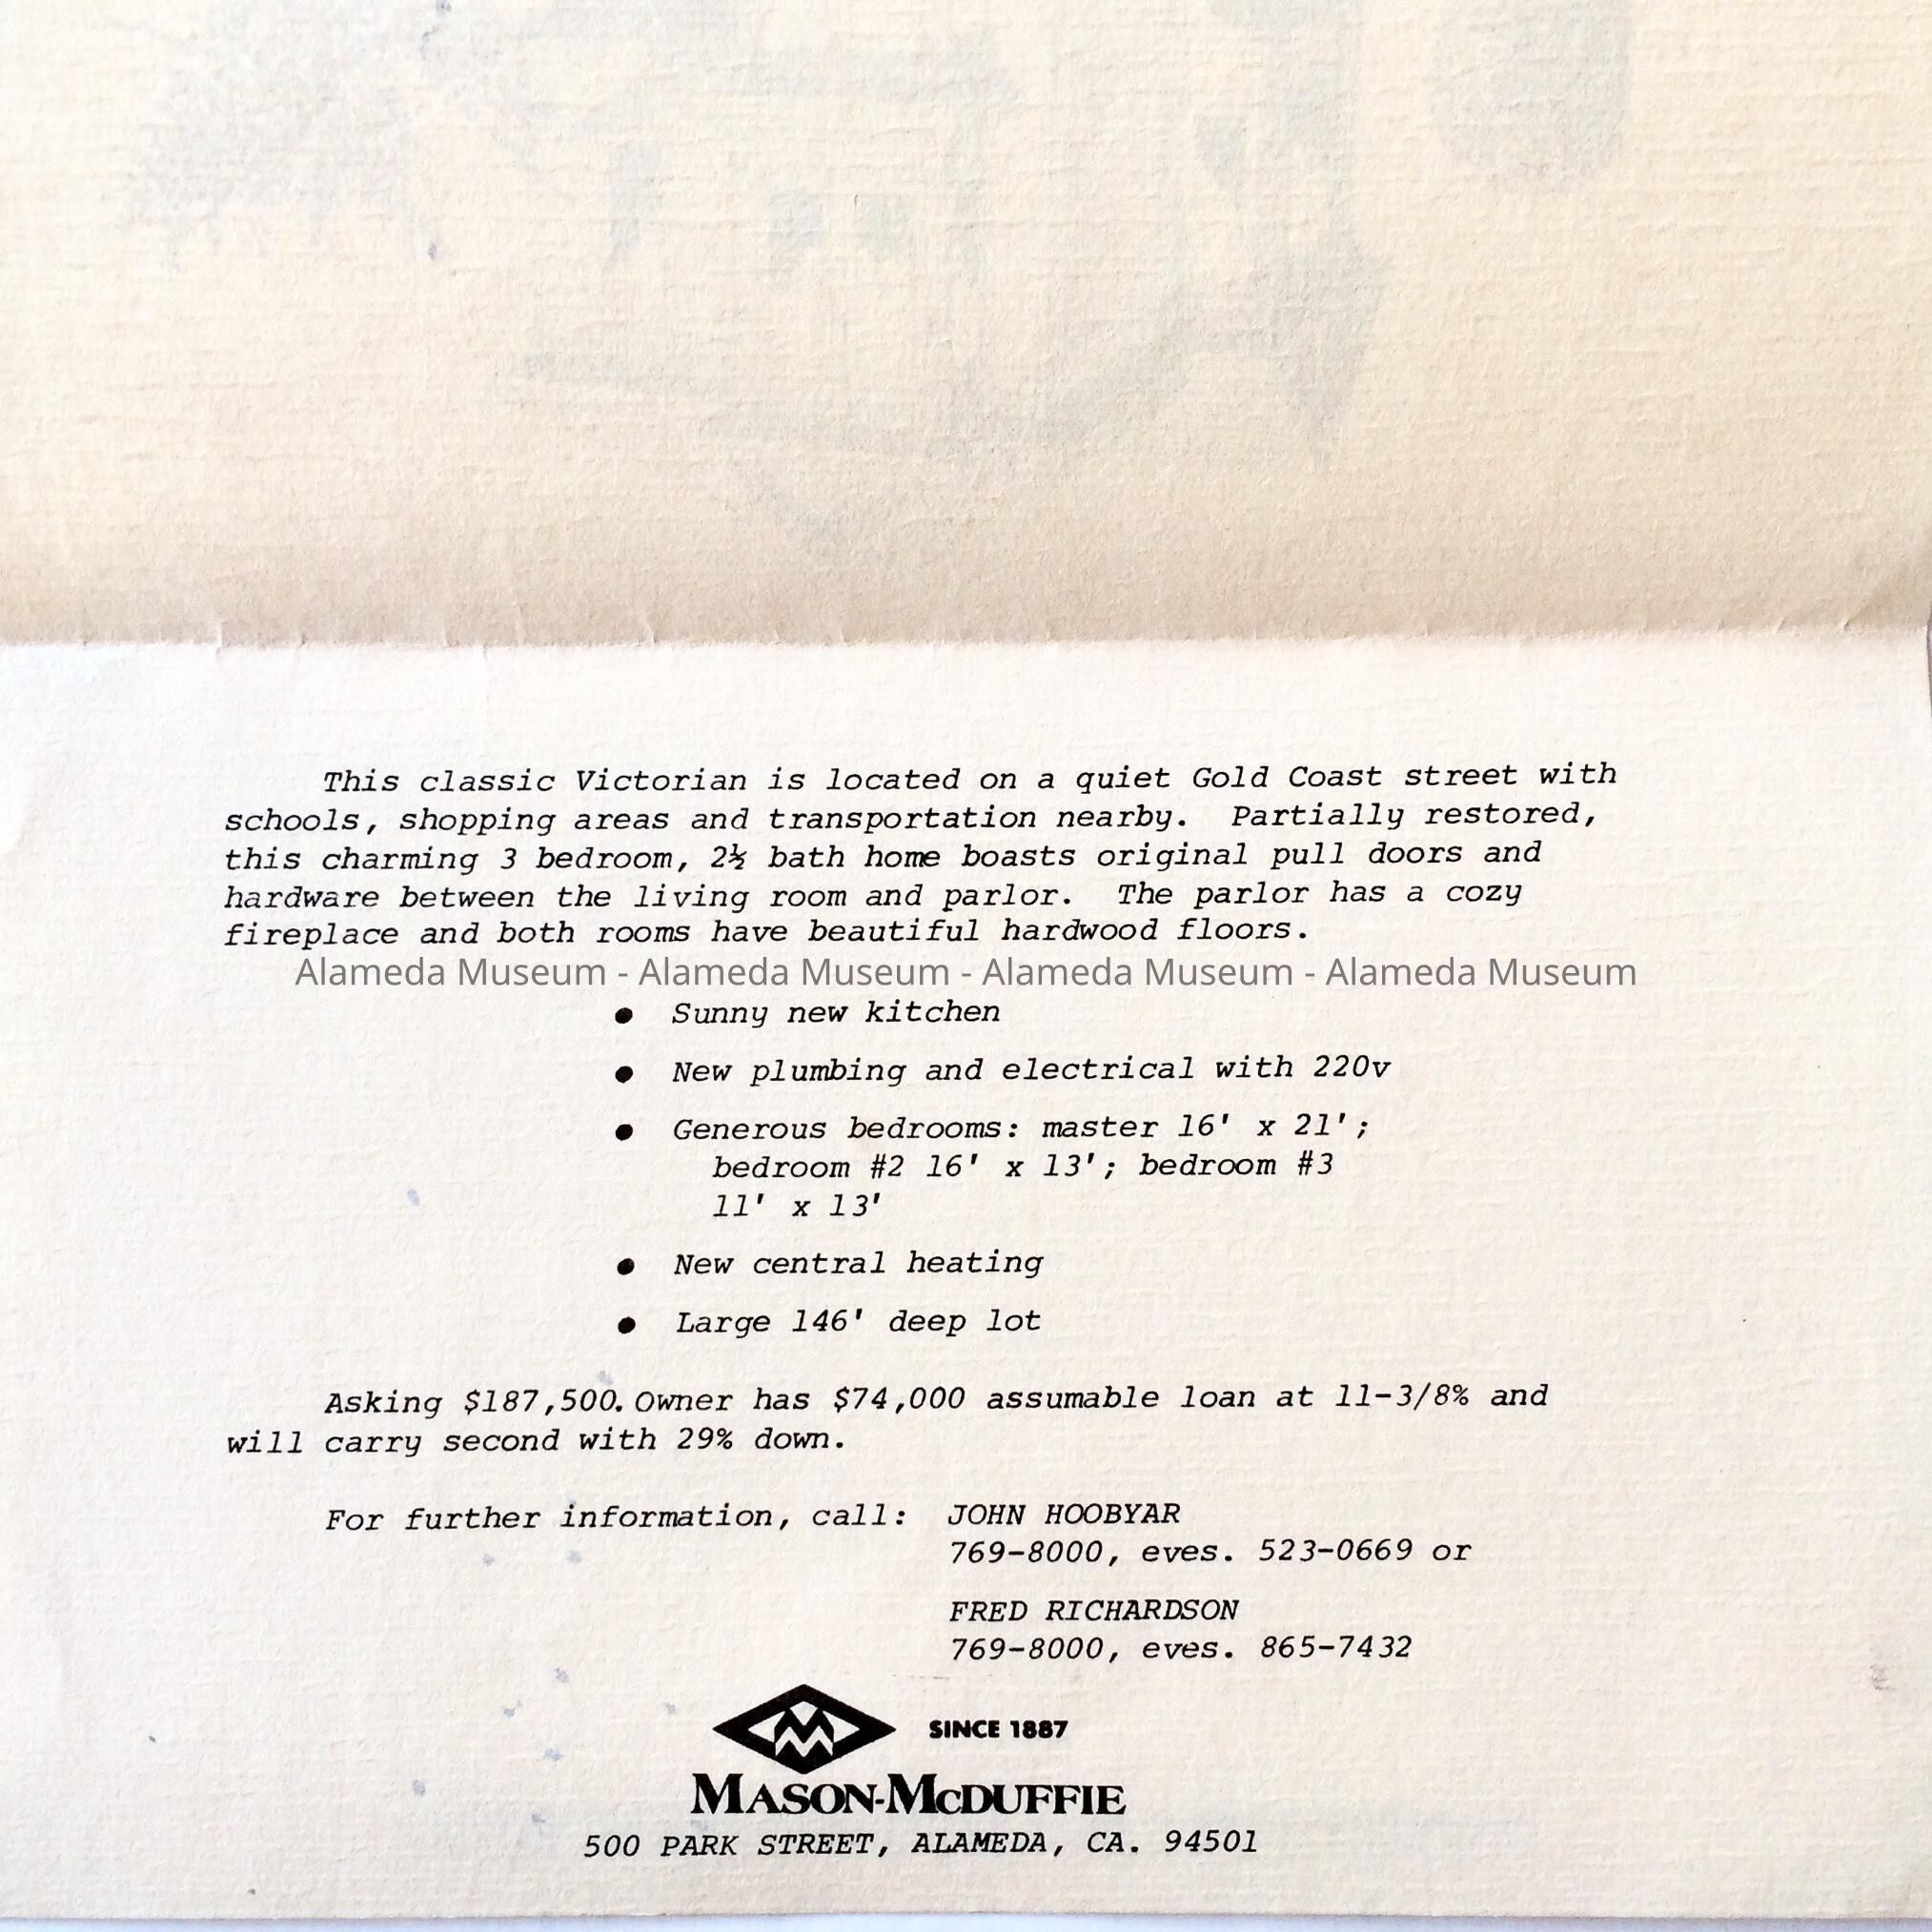 This classic Victorian is located on a quiet Gold Coast street with
schools, shopping areas and transportation nearby. Partially restored,
this charming 3 bedroom, 2½ bath home boasts original pull doors and
hardware between the living room and parlor. The parlor has a cozy
fireplace and both rooms have beautiful hardwood floors.
Alameda Museum - Alameda Museum - Alameda Museum - Alameda Museum
● Sunny new kitchen
● New plumbing and electrical with 220v
● Generous bedrooms: master 16' x 21';
bedroom #2 16' x 13'; bedroom #3
11' x 13'
● New central heating
● Large 146' deep lot
Asking $187,500. Owner has $74,000 assumable loan at 11-3/8% and
will carry second with 29% down.
For further information, call: JOHN HOOBYAR
769-8000, eves. 523-0669 or
FRED RICHARDSON
769-8000, eves. 865-7432
SINCE 1887
MASON-McDUFFIE
500 PARK STREET, ALAMEDA, CA. 94501